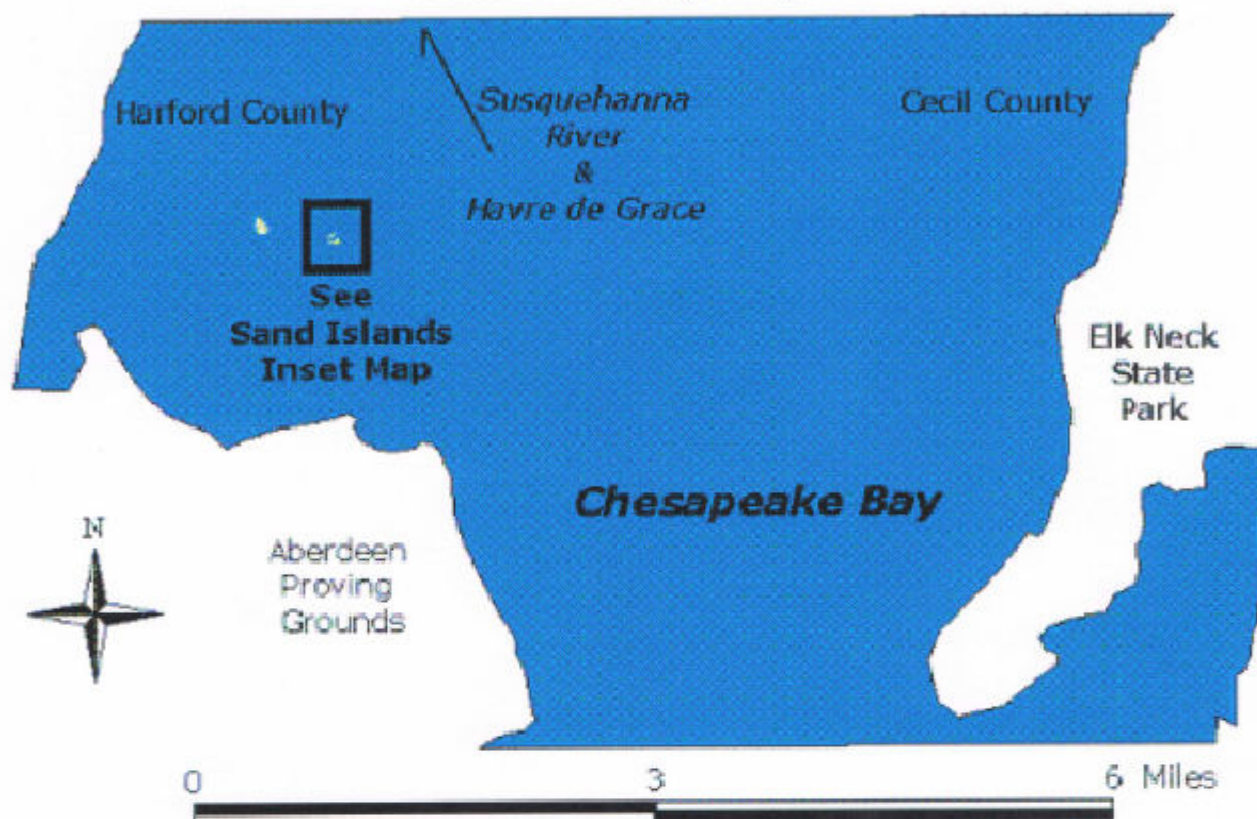 Harford County
Susquehanna
River
&
Havre de Grace
Cecil County
See
Sand Islands
Inset Map
Elk Neck
State
Park
Chesapeake Bay
N
Aberdeen
Proving
Grounds
0 3 6 Miles